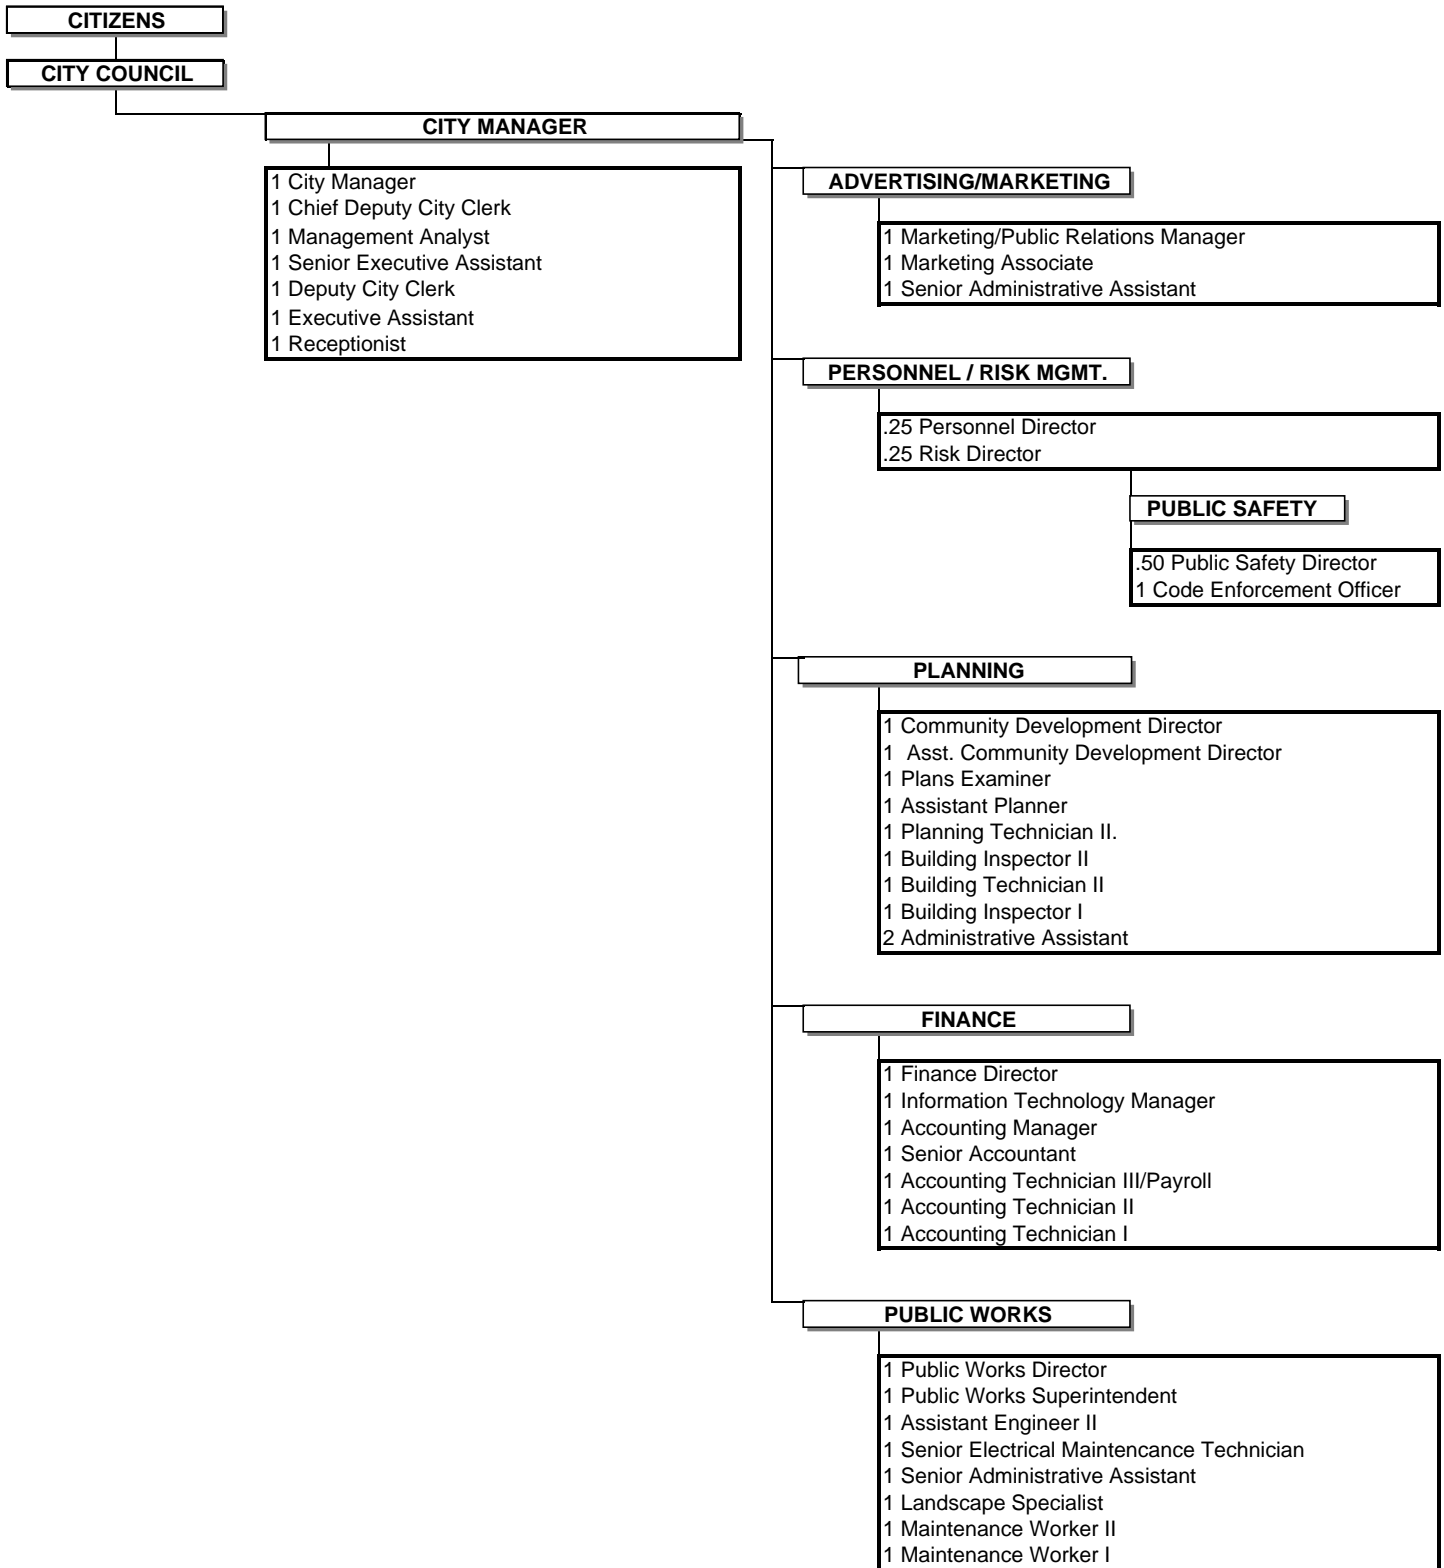 CITIZENS
CITY COUNCIL
CITY MANAGER
1 City Manager
1 Chief Deputy City Clerk
1 Management Analyst
1 Senior Executive Assistant
1 Deputy City Clerk
1 Executive Assistant
1 Receptionist
ADVERTISING/MARKETING
1 Marketing/Public Relations Manager
1 Marketing Associate
1 Senior Administrative Assistant
PERSONNEL / RISK MGMT.
.25 Personnel Director
.25 Risk Director
PUBLIC SAFETY
.50 Public Safety Director
1 Code Enforcement Officer
PLANNING
1 Community Development Director
1  Asst. Community Development Director
1 Plans Examiner
1 Assistant Planner
1 Planning Technician II.
1 Building Inspector II
1 Building Technician II
1 Building Inspector I
2 Administrative Assistant
FINANCE
1 Finance Director
1 Information Technology Manager
1 Accounting Manager
1 Senior Accountant
1 Accounting Technician III/Payroll
1 Accounting Technician II
1 Accounting Technician I
PUBLIC WORKS
1 Public Works Director
1 Public Works Superintendent
1 Assistant Engineer II
1 Senior Electrical Maintencance Technician
1 Senior Administrative Assistant
1 Landscape Specialist
1 Maintenance Worker II
1 Maintenance Worker I